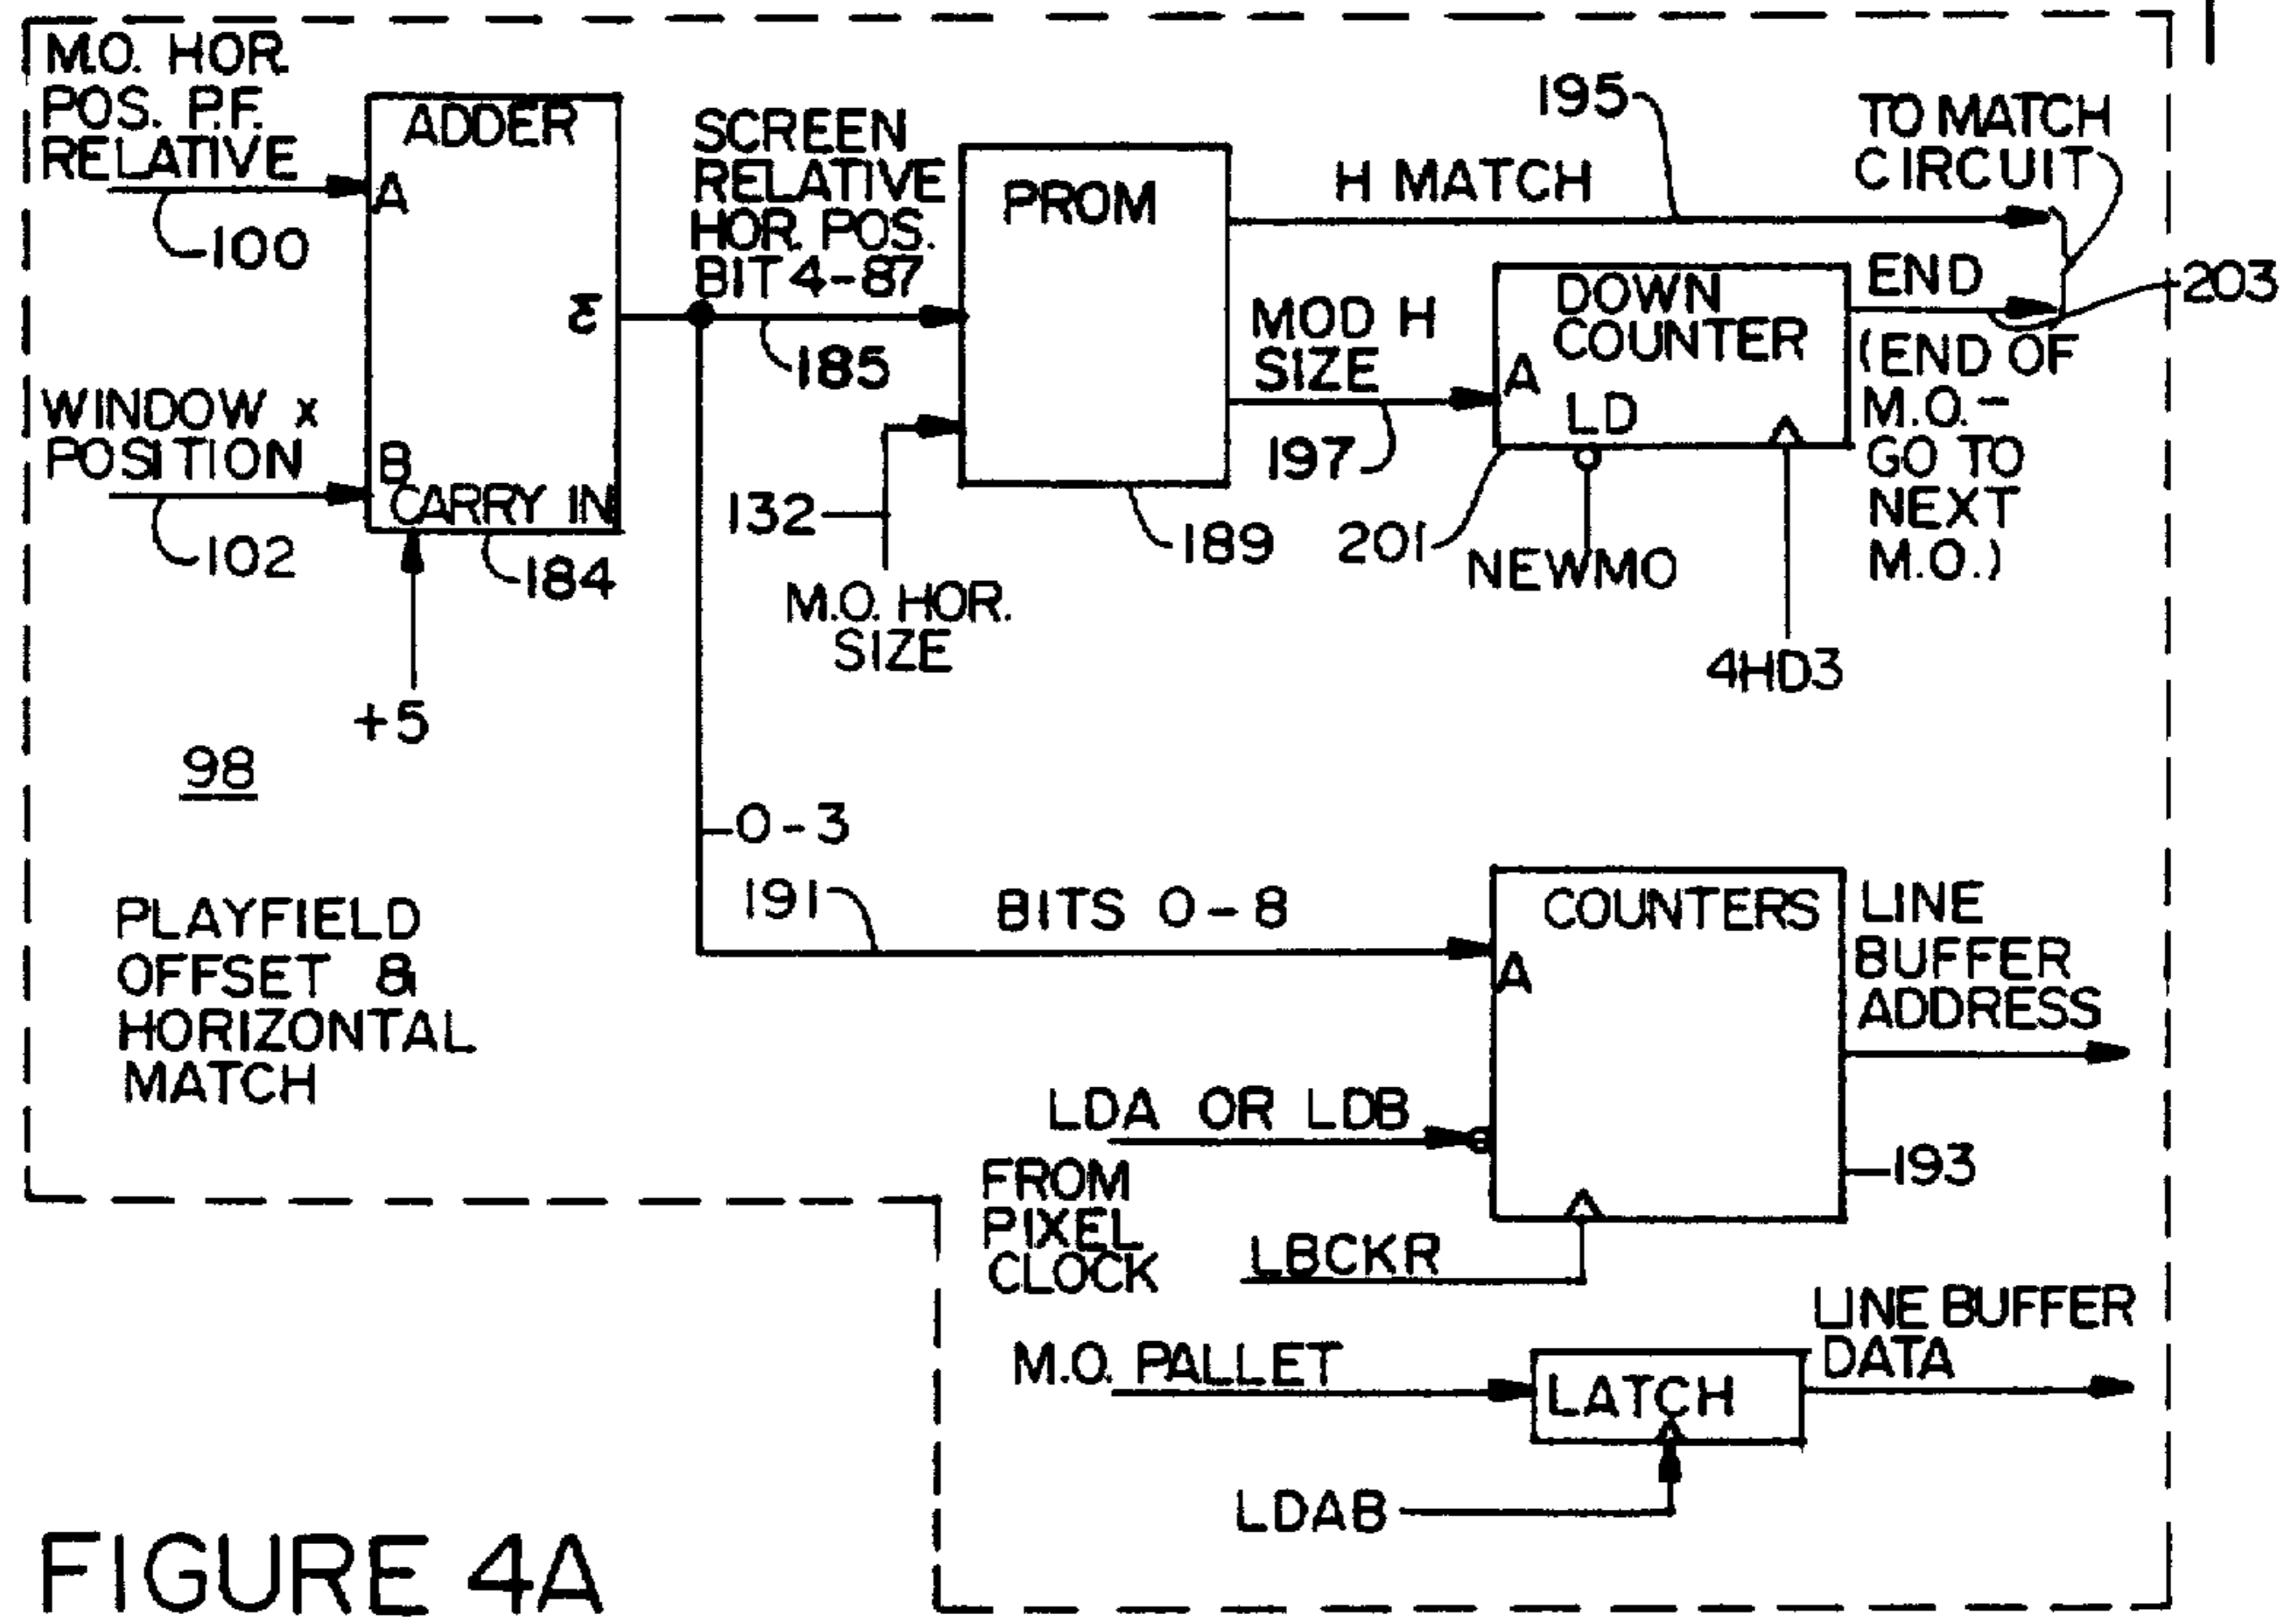 M.O. HOR.
POS. P.F.
RELATIVE
A
100
WINDOW x
POSITION
B
102
ADDER
Σ
CARRY IN
184
+5
98
PLAYFIELD
OFFSET &
HORIZONTAL
MATCH
SCREEN
RELATIVE
HOR. POS.
BIT 4-87
185
PROM
132
M.O. HOR.
SIZE
189
195
H MATCH
TO MATCH
CIRCUIT
MOD H
SIZE
197
DOWN
COUNTER
A
LD
201
NEWMO
4HD3
END
203
(END OF
M.O.-
GO TO
NEXT
M.O.)
0-3
191
BITS 0-8
COUNTERS
A
LINE
BUFFER
ADDRESS
LDA OR LDB
193
FROM
PIXEL
CLOCK
LBCKR
M.O. PALLET
LATCH
LINE BUFFER
DATA
LDAB
FIGURE 4A